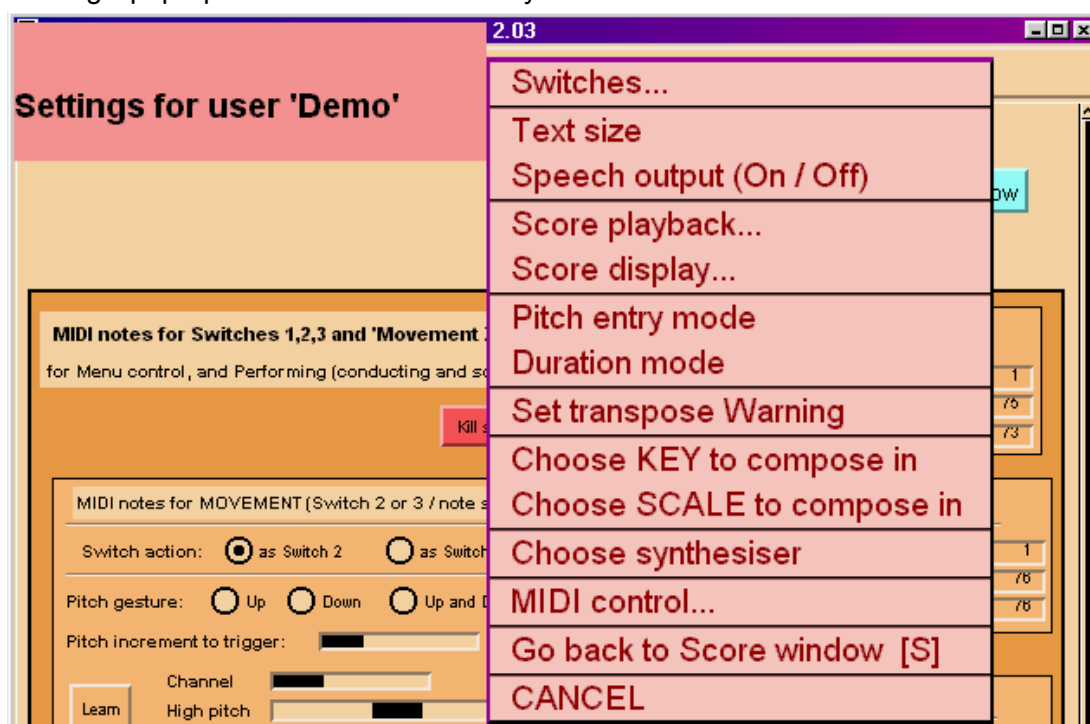 2.03
Settings for user 'Demo'
Switches...
Text size
Speech output (On / Off)
Score playback...
Score display...
Pitch entry mode
Duration mode
Set transpose Warning
Choose KEY to compose in
Choose SCALE to compose in
Choose synthesiser
MIDI control...
Go back to Score window [S]
CANCEL
ow
MIDI notes for Switches 1,2,3 and 'Movement
for Menu control, and Performing (conducting and
1
75
73
Kill
MIDI notes for MOVEMENT (Switch 2 or 3 / note
Switch action: as Switch 2 as Switch
1
76
76
Pitch gesture: Up Down Up and
Pitch increment to trigger:
Channel
Learn High pitch